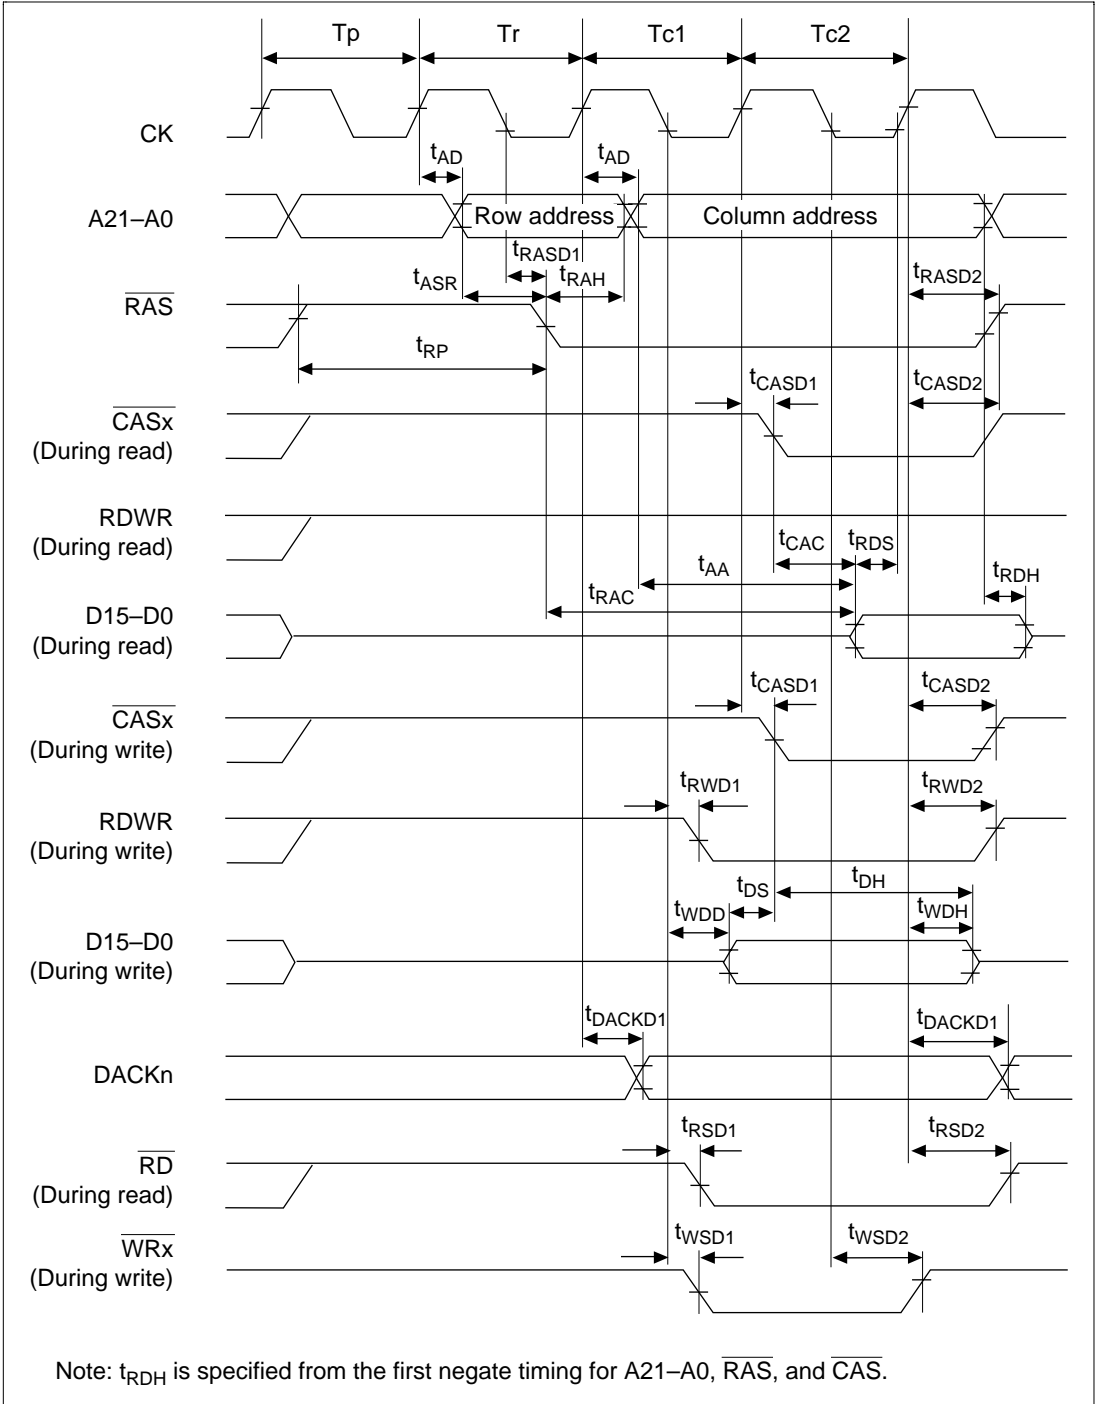 Tp Tr Tc1 Tc2
CK
tAD tAD
A21–A0 Row address Column address
tRASD1
tASR tRAH tRASD2
RAS
tRP
tCASD1 tCASD2
CASx
(During read)
RDWR
(During read)
tCAC tRDS
tAA
tRDH
tRAC
D15–D0
(During read)
tCASD1 tCASD2
CASx
(During write)
tRWD1 tRWD2
RDWR
(During write)
tDS tDH
tWDD tWDH
D15–D0
(During write)
tDACKD1 tDACKD1
DACKn
tRSD1 tRSD2
RD
(During read)
tWSD1 tWSD2
WRx
(During write)
Note: tRDH is specified from the first negate timing for A21–A0, RAS, and CAS.